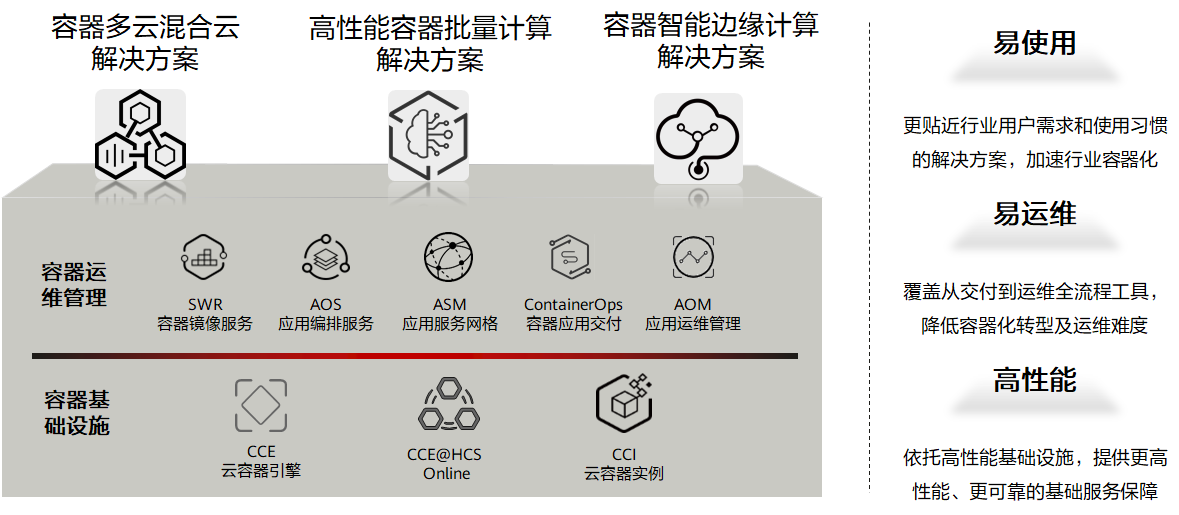 容器多云混合云
解决方案
高性能容器批量计算
解决方案
容器智能边缘计算
解决方案
容器运
维管理
SWR
容器镜像服务
AOS
应用编排服务
ASM
应用服务网格
ContainerOps
容器应用交付
AOM
应用运维管理
容器基
础设施
CCE
云容器引擎
CCE@HCS
Online
CCI
云容器实例
易使用
更贴近行业用户需求和使用习惯
的解决方案，加速行业容器化
易运维
覆盖从交付到运维全流程工具，
降低容器化转型及运维难度
高性能
依托高性能基础设施，提供更高
性能、更可靠的基础服务保障